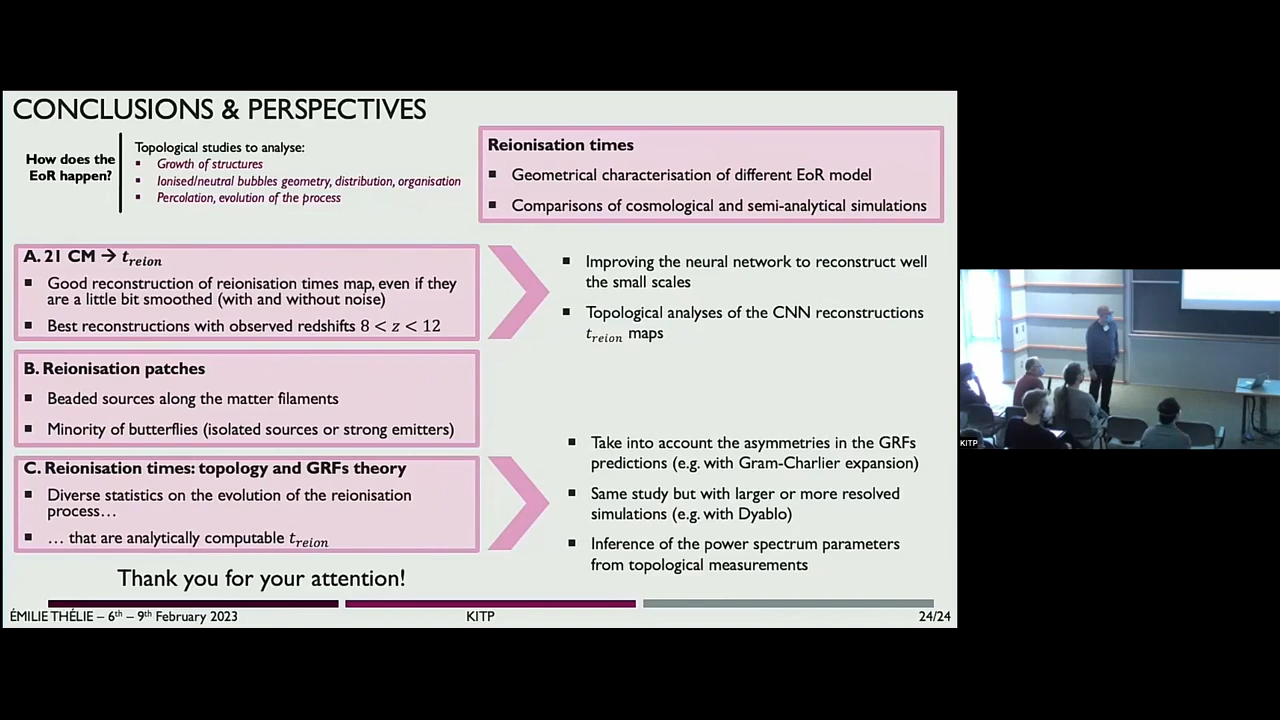 CONCLUSIONS & PERSPECTIVES
How does the
EoR happen?
Topological studies to analyse:
▪ Growth of structures
▪ Ionised/neutral bubbles geometry, distribution, organisation
▪ Percolation, evolution of the process
Reionisation times
▪ Geometrical characterisation of different EoR model
▪ Comparisons of cosmological and semi-analytical simulations
A. 21 CM → t_reion
▪ Good reconstruction of reionisation times map, even if they
are a little bit smoothed (with and without noise)
▪ Best reconstructions with observed redshifts 8 < z < 12
▪ Improving the neural network to reconstruct well
the small scales
▪ Topological analyses of the CNN reconstructions
t_reion maps
B. Reionisation patches
▪ Beaded sources along the matter filaments
▪ Minority of butterflies (isolated sources or strong emitters)
C. Reionisation times: topology and GRFs theory
▪ Diverse statistics on the evolution of the reionisation
process…
▪ … that are analytically computable t_reion
▪ Take into account the asymmetries in the GRFs
predictions (e.g. with Gram-Charlier expansion)
▪ Same study but with larger or more resolved
simulations (e.g. with Dyablo)
▪ Inference of the power spectrum parameters
from topological measurements
Thank you for your attention!
ÉMILIE THÉLIE – 6th – 9th February 2023
KITP
24/24
KITP